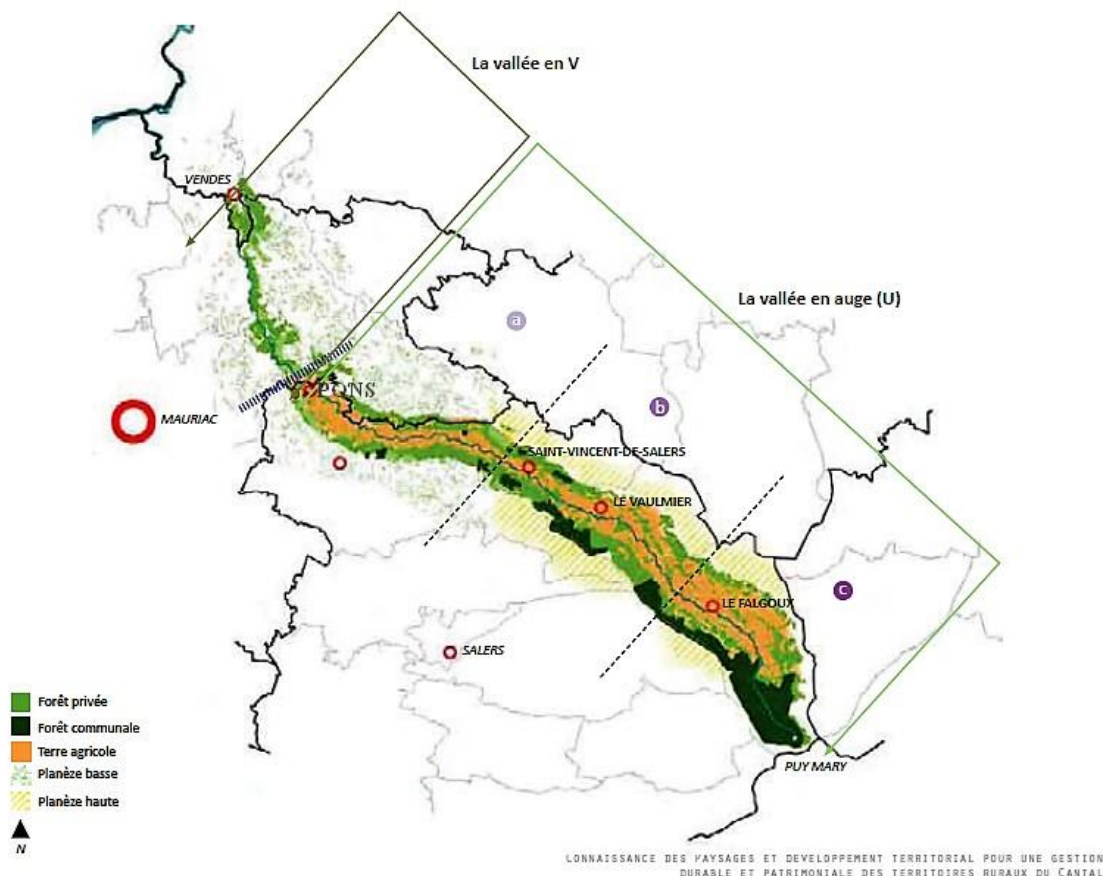 La vallée en V
VENDES
La vallée en auge (U)
a
PONS
b
MAURIAC
SAINT-VINCENT-DE-SALERS
LE VAULMIER
c
LE FALGOUX
SALERS
Forêt privée
Forêt communale
Terre agricole
Planèze basse
Planèze haute
PUY MARY
N
CONNAISSANCE DES PAYSAGES ET DEVELOPPEMENT TERRITORIAL POUR UNE GESTION
DURABLE ET PATRIMONIALE DES TERRITOIRES RURAUX DU CANTAL